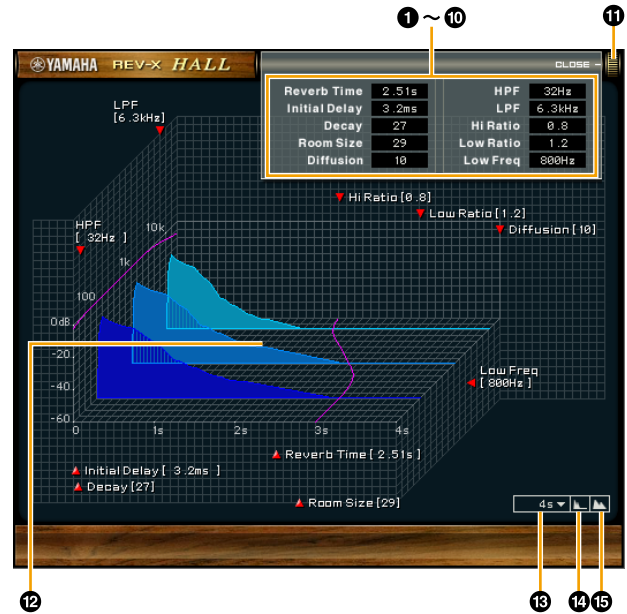 ❶～❿
⓫
YAMAHA REV-X HALL
CLOSE -
Reverb Time 2.51s HPF 32Hz
Initial Delay 3.2ms LPF 6.3kHz
Decay 27 Hi Ratio 0.8
Room Size 29 Low Ratio 1.2
Diffusion 10 Low Freq 800Hz
LPF
[6.3kHz]
Hi Ratio[0.8]
Low Ratio[1.2]
Diffusion[10]
HPF
[ 32Hz ]
10k
1k
100
0dB
-20
-40
-60
0 1s 2s 3s 4s
Low Freq
[ 800Hz ]
Reverb Time[ 2.51s ]
Initial Delay[ 3.2ms ]
Decay[27]
Room Size[29]
4s
⓬ ⓭ ⓮ ⓯